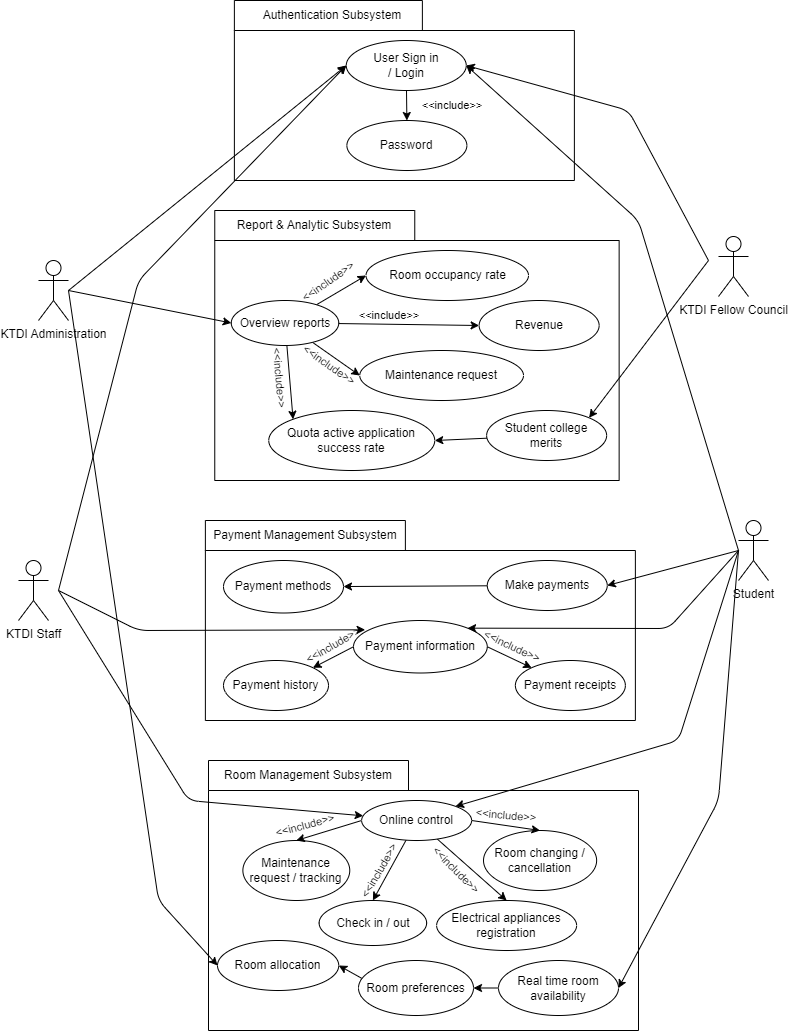 Authentication Subsystem
User Sign in
/ Login
<<include>>
Password
Report & Analytic Subsystem
<<include>>
Room occupancy rate
KTDI Administration
KTDI Fellow Council
Overview reports
<<include>>
Revenue
<<include>>
<<include>>
Maintenance request
Quota active application
success rate
Student college
merits
Payment Management Subsystem
Payment methods
Make payments
Student
KTDI Staff
<<include>>
Payment information
<<include>>
Payment history
Payment receipts
Room Management Subsystem
Online control
<<include>>
<<include>>
Maintenance
request / tracking
<<include>>
<<include>>
Room changing /
cancellation
Check in / out
Electrical appliances
registration
Room allocation
Room preferences
Real time room
availability